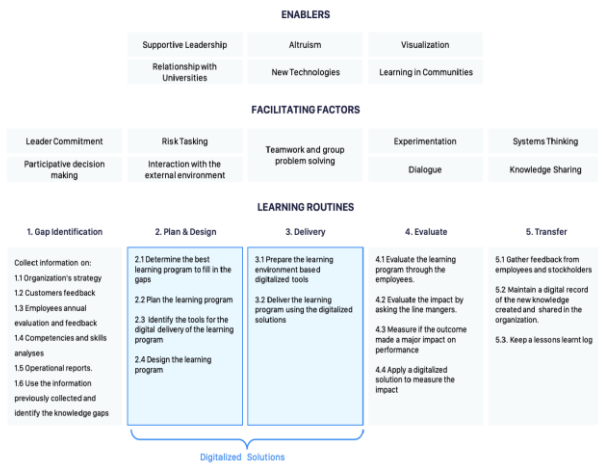 ENABLERS
Supportive Leadership
Altruism
Visualization
Relationship with
Universities
New Technologies
Learning in Communities
FACILITATING FACTORS
Leader Commitment
Risk Tasking
Teamwork and group
problem solving
Experimentation
Systems Thinking
Participative decision
making
Interaction with the
external environment
Dialogue
Knowledge Sharing
LEARNING ROUTINES
1. Gap Identification
2. Plan & Design
3. Delivery
4. Evaluate
5. Transfer
Collect information on:
1.1 Organization's strategy
1.2 Customers feedback
1.3 Employees annual
evaluation and feedback
1.4 Competencies and skills
analyses
1.5 Operational reports.
1.6 Use the information
previously collected and
identify the knowledge gaps
2.1 Determine the best
learning program to fill in the
gaps
2.2 Plan the learning program
2.3 Identify the tools for the
digital delivery of the learning
program
2.4 Design the learning
program
3.1 Prepare the learning
environment based
digitalized tools
3.2 Deliver the learning
program using the digitalized
solutions
4.1 Evaluate the learning
program through the
employees.
4.2 Evaluate the impact by
asking the line mangers.
4.3 Measure if the outcome
made a major impact on
performance
4.4 Apply a digitalized
solution to measure the
impact
5.1 Gather feedback from
employees and stockholders
5.2 Maintain a digital record
of the new knowledge
created and shared in the
organization.
5.3. Keep a lessons learnt log
Digitalized Solutions